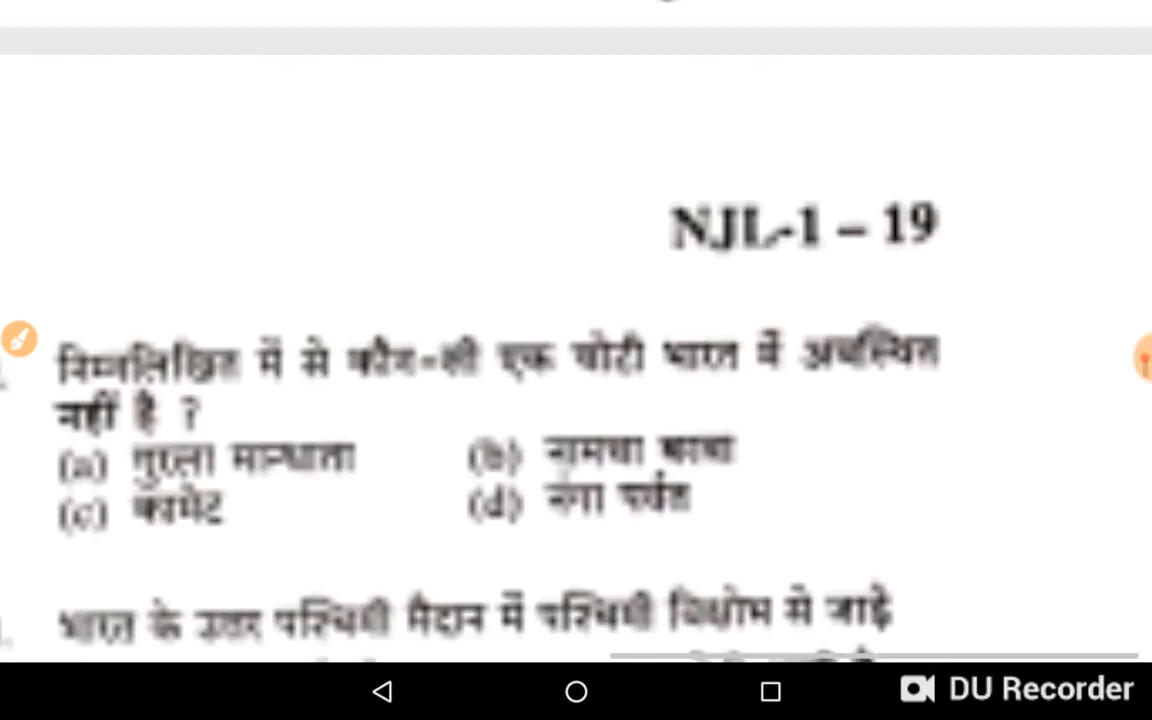 NJL-1 – 19
निम्नलिखित में से कौन-सी एक चोटी भारत में अवस्थित
नहीं है ?
(a) गुरला मान्धाता (b) नामचा बरवा
(c) कामेट (d) नंगा पर्वत
भारत के उत्तर पश्चिमी मैदान में पश्चिमी विक्षोभ से जाड़े
DU Recorder